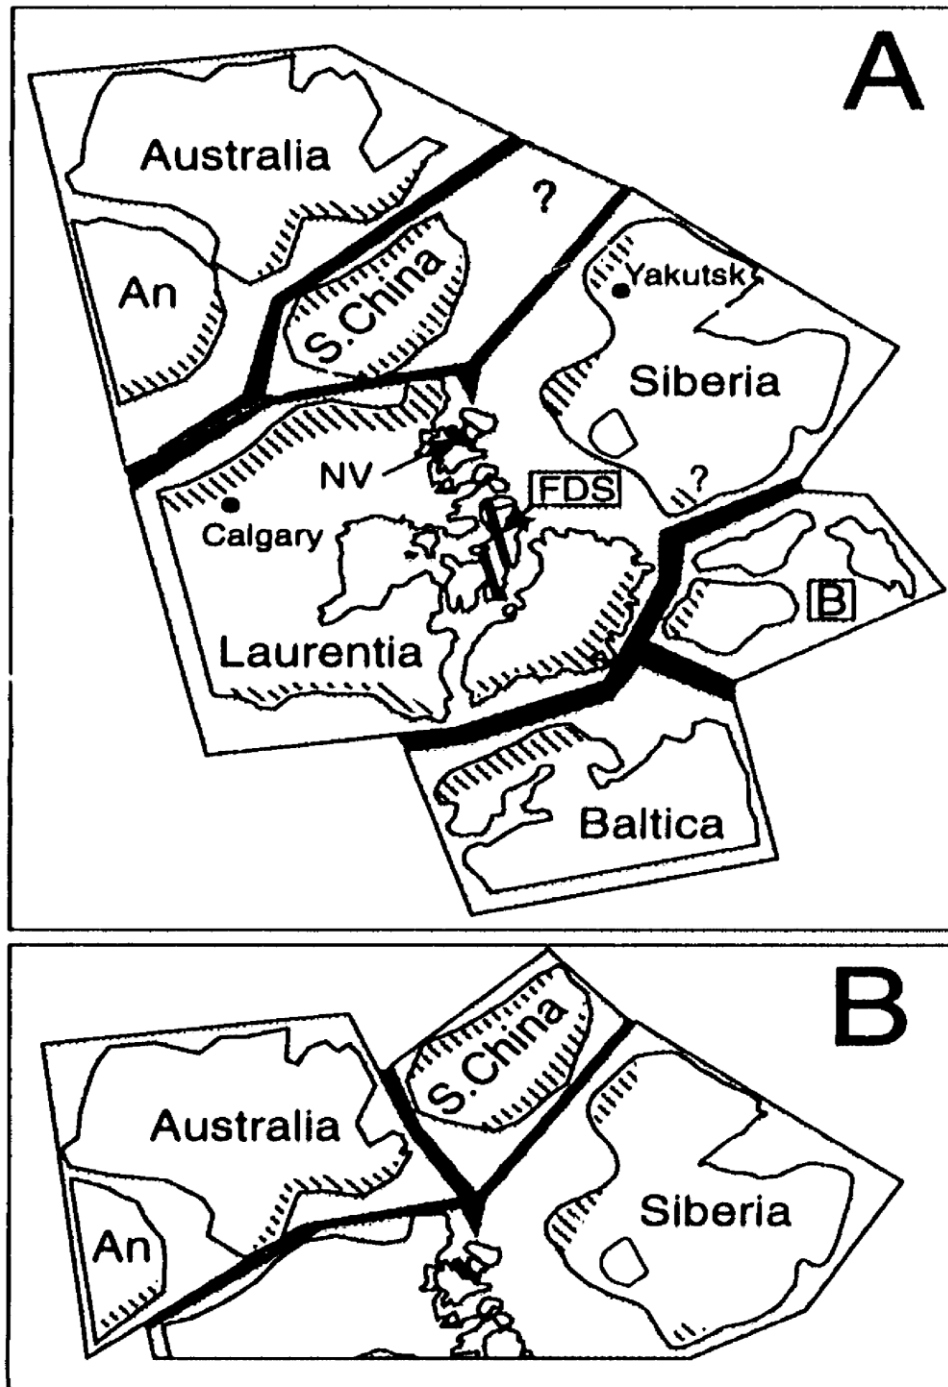 A
Australia
?
S.China
Yakutsk
An
Siberia
NV
FDS
?
Calgary
B
Laurentia
Baltica
B
S.China
Australia
Siberia
An